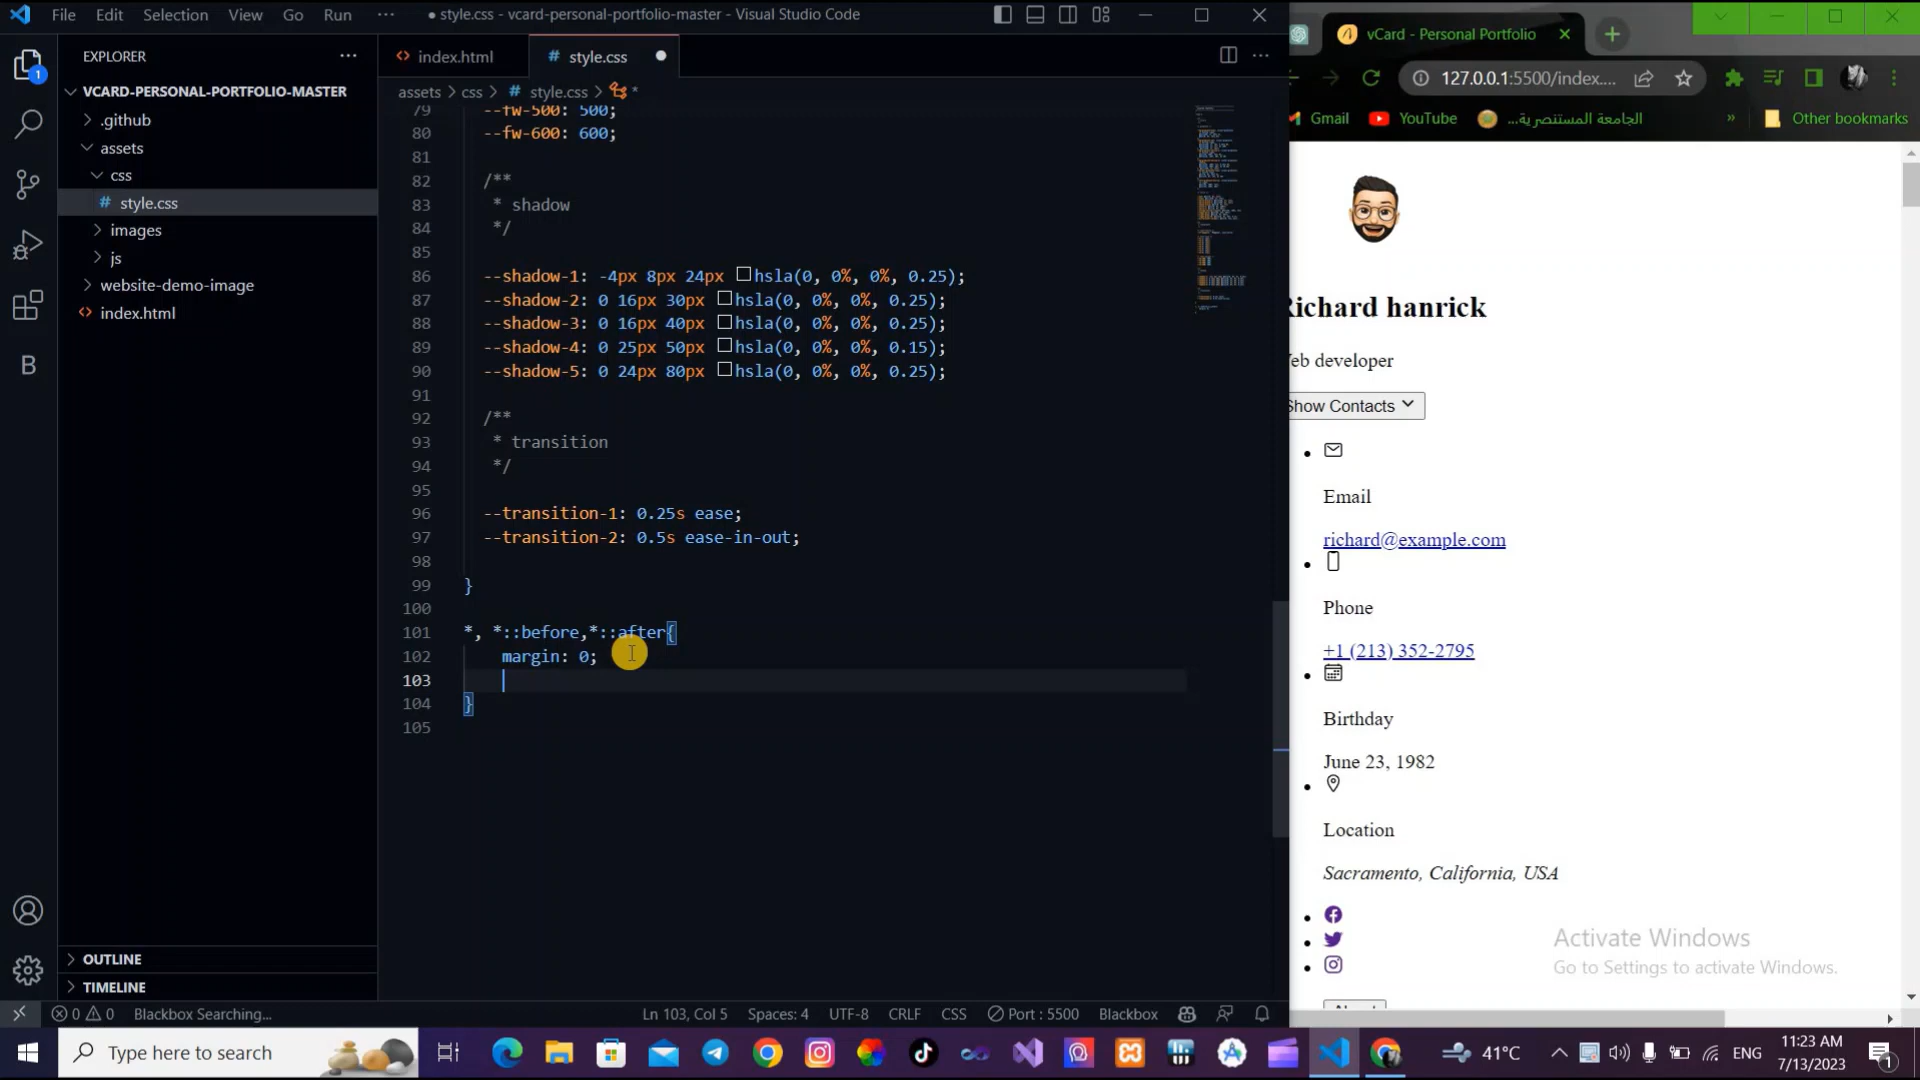 File Edit Selection View Go Run ··· ● style.css - vcard-personal-portfolio-master - Visual Studio Code
EXPLORER ···
VCARD-PERSONAL-PORTFOLIO-MASTER
.github
assets
css
# style.css
images
js
website-demo-image
<> index.html
OUTLINE
TIMELINE
1
B
<> index.html # style.css ●
assets > css > # style.css > *
79 --fw-500: 500;
80 --fw-600: 600;
81
82 /**
83 * shadow
84 */
85
86 --shadow-1: -4px 8px 24px hsla(0, 0%, 0%, 0.25);
87 --shadow-2: 0 16px 30px hsla(0, 0%, 0%, 0.25);
88 --shadow-3: 0 16px 40px hsla(0, 0%, 0%, 0.25);
89 --shadow-4: 0 25px 50px hsla(0, 0%, 0%, 0.15);
90 --shadow-5: 0 24px 80px hsla(0, 0%, 0%, 0.25);
91
92 /**
93 * transition
94 */
95
96 --transition-1: 0.25s ease;
97 --transition-2: 0.5s ease-in-out;
98
99 }
100
101 *, *::before,*::after{
102 margin: 0;
103
104 }
105
0 0 Blackbox Searching... Ln 103, Col 5 Spaces: 4 UTF-8 CRLF CSS Port : 5500 Blackbox
vCard - Personal Portfolio
127.0.0.1:5500/index....
Gmail YouTube الجامعة المستنصرية... » Other bookmarks
Richard hanrick
eb developer
Show Contacts
Email
richard@example.com
Phone
+1 (213) 352-2795
Birthday
June 23, 1982
Location
Sacramento, California, USA
Activate Windows
Go to Settings to activate Windows.
Type here to search
41°C ENG
11:23 AM
7/13/2023
1